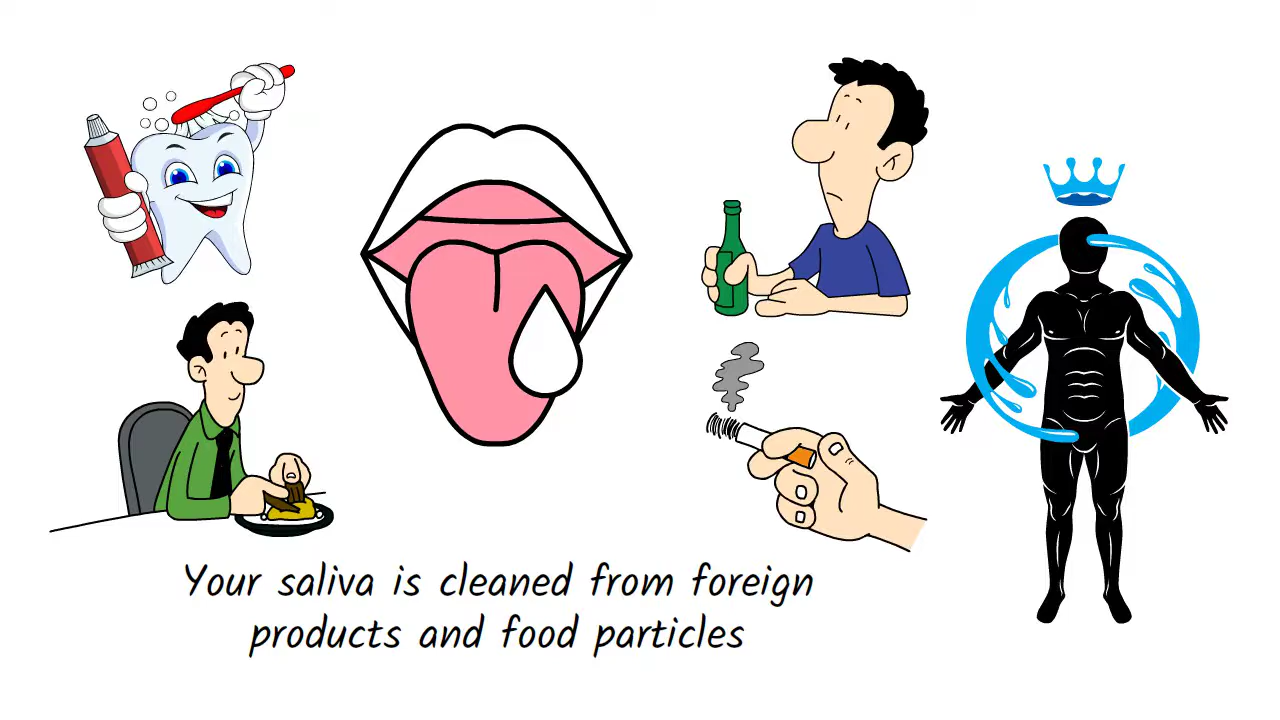 Your saliva is cleaned from foreign
products and food particles